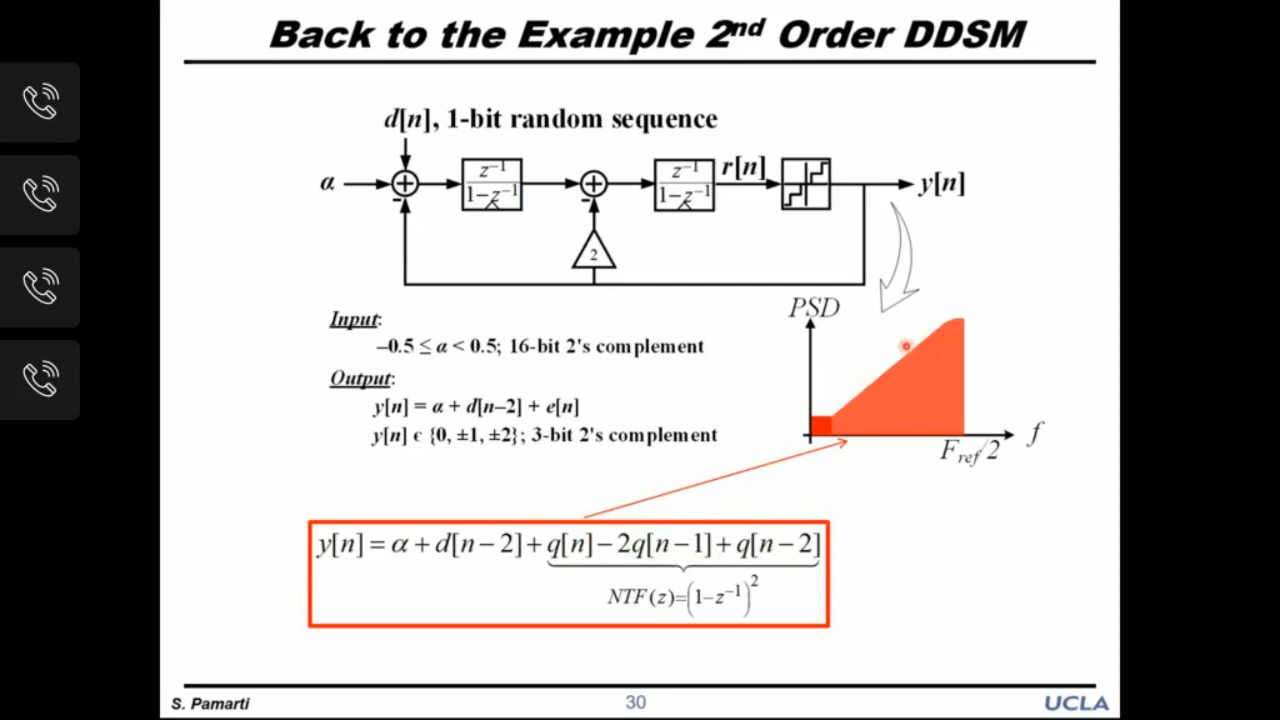 Back to the Example 2nd Order DDSM
d[n], 1-bit random sequence
α
z⁻¹
1−z⁻¹
z⁻¹
1−z⁻¹
r[n]
y[n]
-
-
2
Input:
−0.5 ≤ α < 0.5; 16-bit 2's complement
Output:
y[n] = α + d[n−2] + e[n]
y[n] ϵ {0, ±1, ±2}; 3-bit 2's complement
PSD
f
F_ref/2
y[n] = α + d[n−2] + q[n] − 2q[n−1] + q[n−2]
NTF(z)=(1−z⁻¹)²
S. Pamarti
30
UCLA